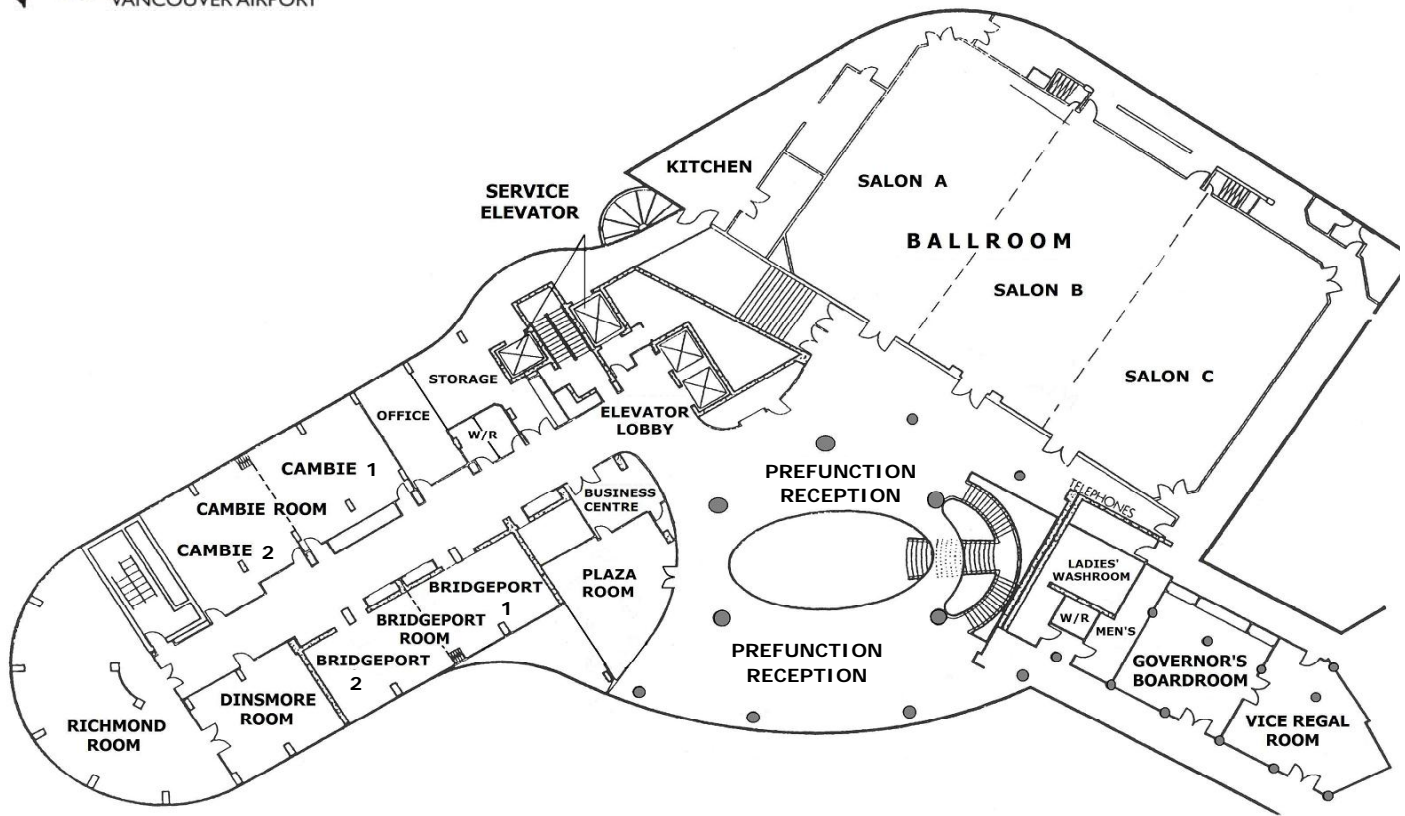 VANCOUVER AIRPORT
KITCHEN
SERVICE
ELEVATOR
SALON A
BALLROOM
SALON B
SALON C
STORAGE
OFFICE
W/R
ELEVATOR
LOBBY
CAMBIE 1
CAMBIE ROOM
CAMBIE 2
BUSINESS
CENTRE
PREFUNCTION
RECEPTION
TELEPHONES
LADIES'
WASHROOM
W/R
MEN'S
PLAZA
ROOM
BRIDGEPORT
1
BRIDGEPORT
ROOM
BRIDGEPORT
2
PREFUNCTION
RECEPTION
GOVERNOR'S
BOARDROOM
VICE REGAL
ROOM
DINSMORE
ROOM
RICHMOND
ROOM